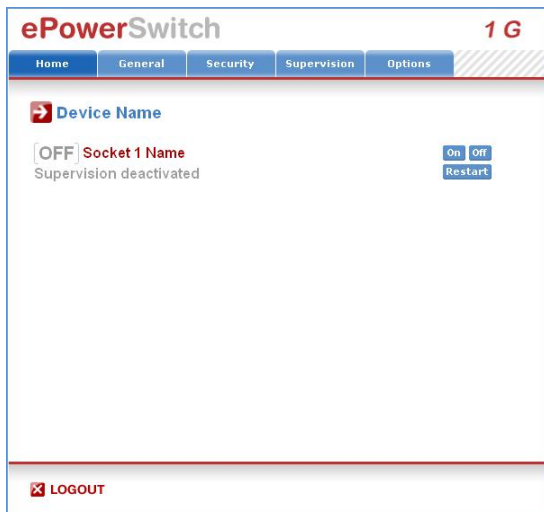 ePowerSwitch 1 G
Home General Security Supervision Options
Device Name
[OFF] Socket 1 Name On Off
Supervision deactivated Restart
LOGOUT